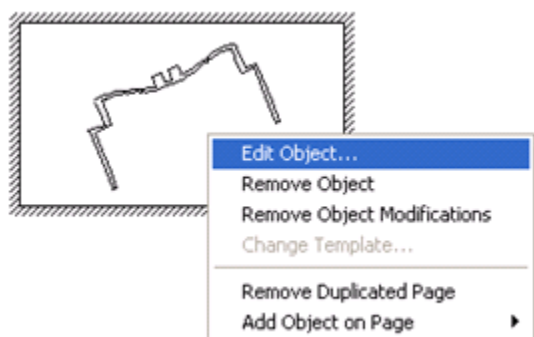 Edit Object...
Remove Object
Remove Object Modifications
Change Template...
Remove Duplicated Page
Add Object on Page